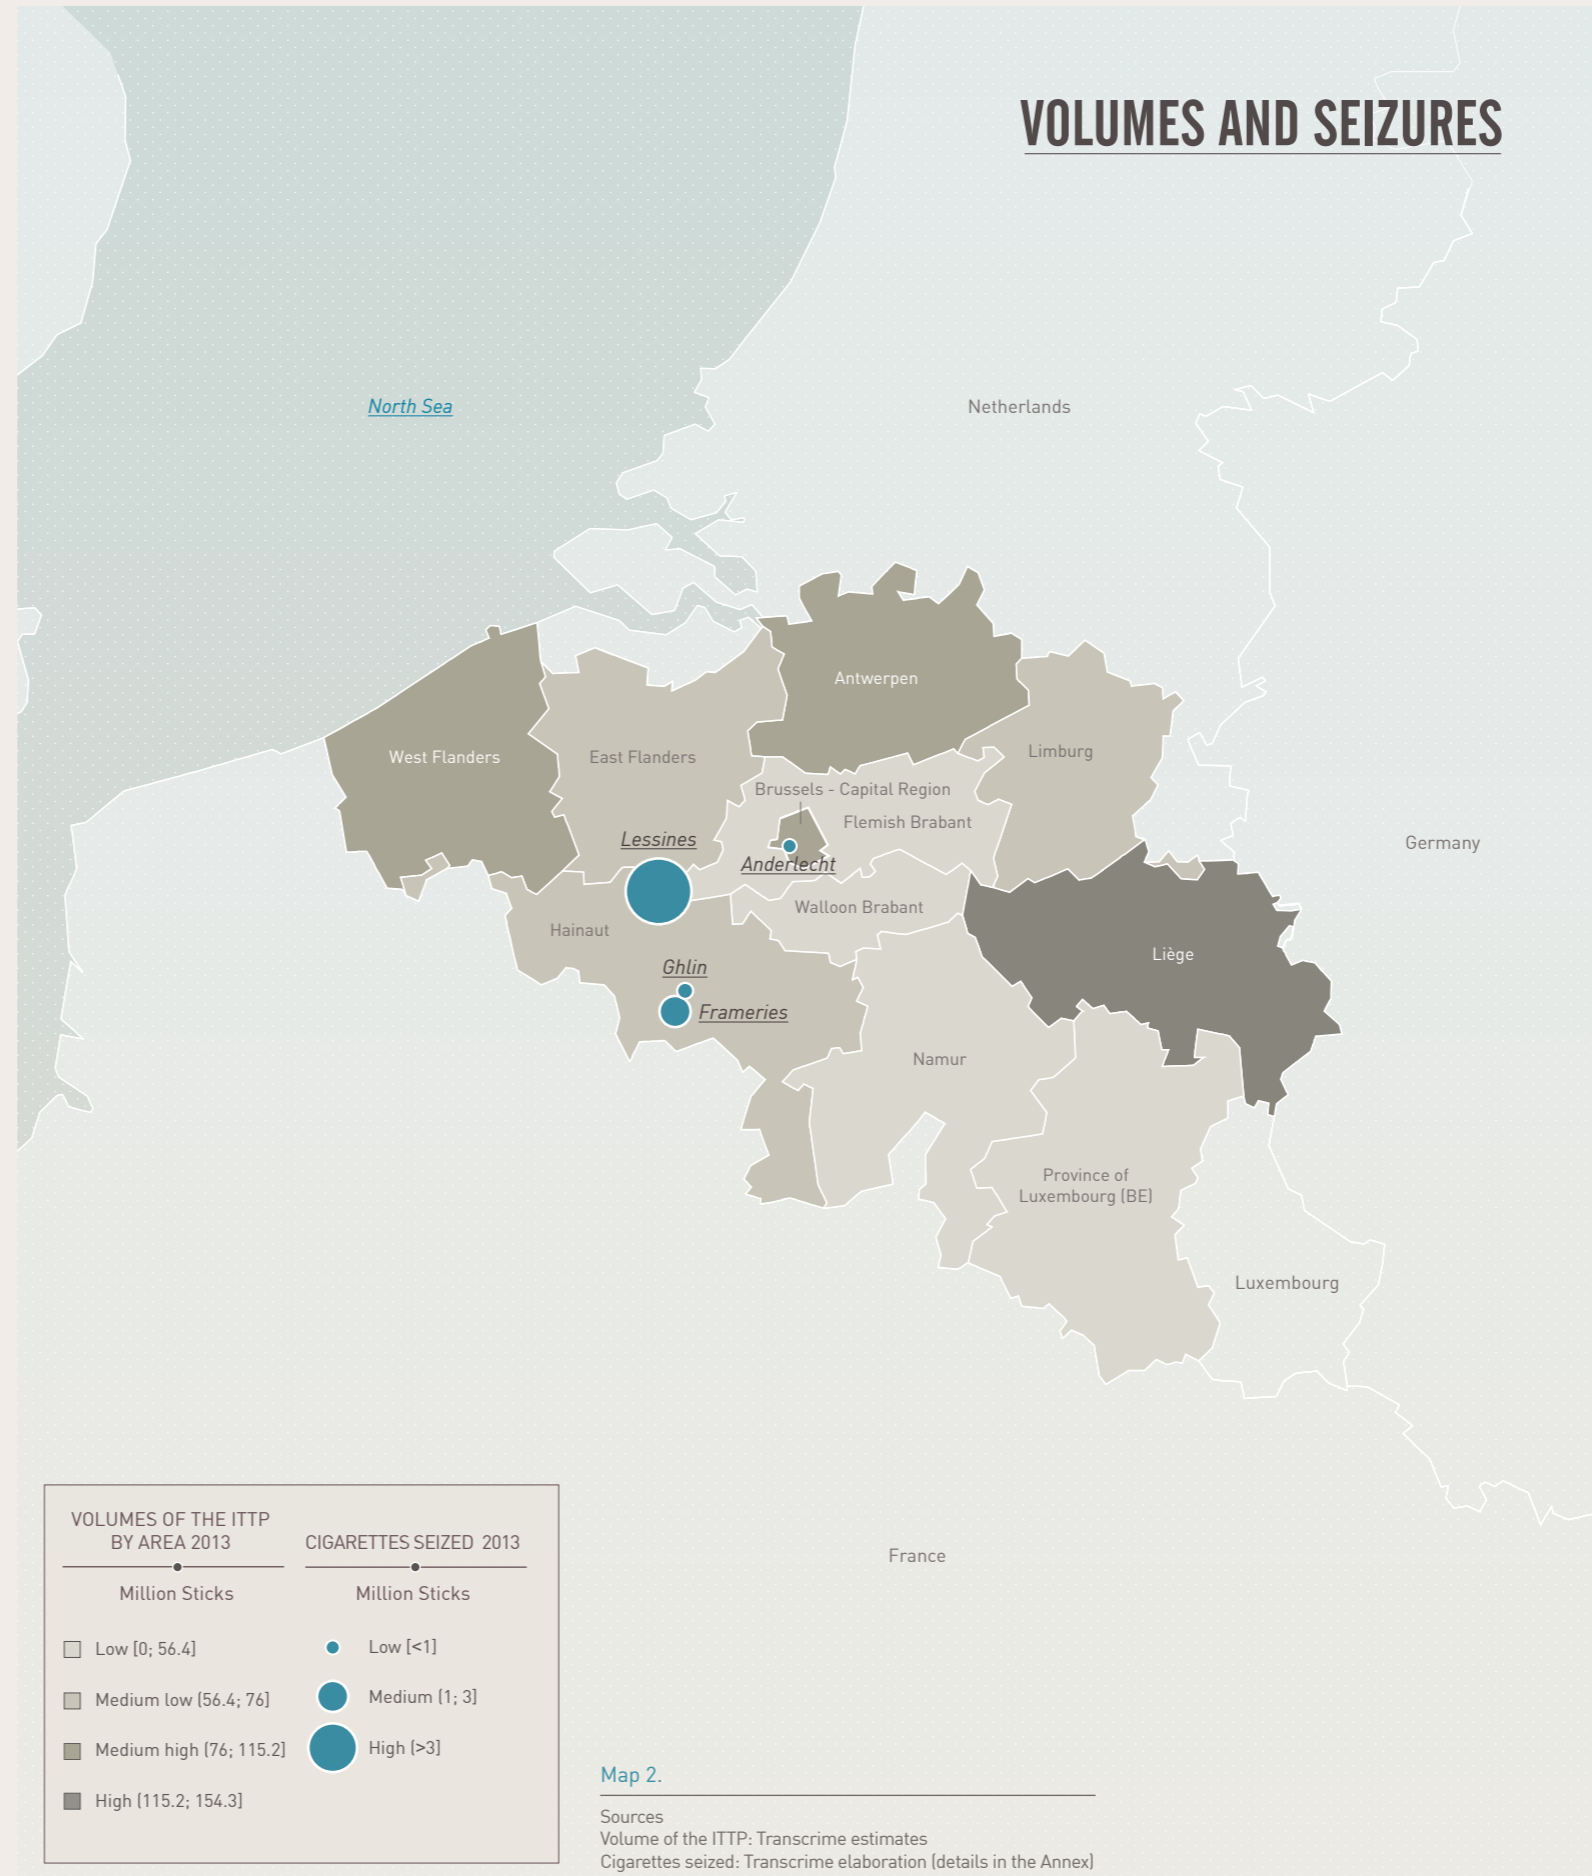 VOLUMES AND SEIZURES
North Sea
Netherlands
Antwerpen
West Flanders
East Flanders
Limburg
Brussels - Capital Region
Flemish Brabant
Lessines
Germany
Anderlecht
Walloon Brabant
Hainaut
Liège
Ghlin
Frameries
Namur
Province of
Luxembourg (BE)
Luxembourg
France
VOLUMES OF THE ITTP
BY AREA 2013
Million Sticks
Low [0; 56.4]
Medium low (56.4; 76]
Medium high (76; 115.2]
High (115.2; 154.3]
CIGARETTES SEIZED 2013
Million Sticks
Low [<1]
Medium (1; 3]
High (>3]
Map 2.
Sources
Volume of the ITTP: Transcrime estimates
Cigarettes seized: Transcrime elaboration (details in the Annex)